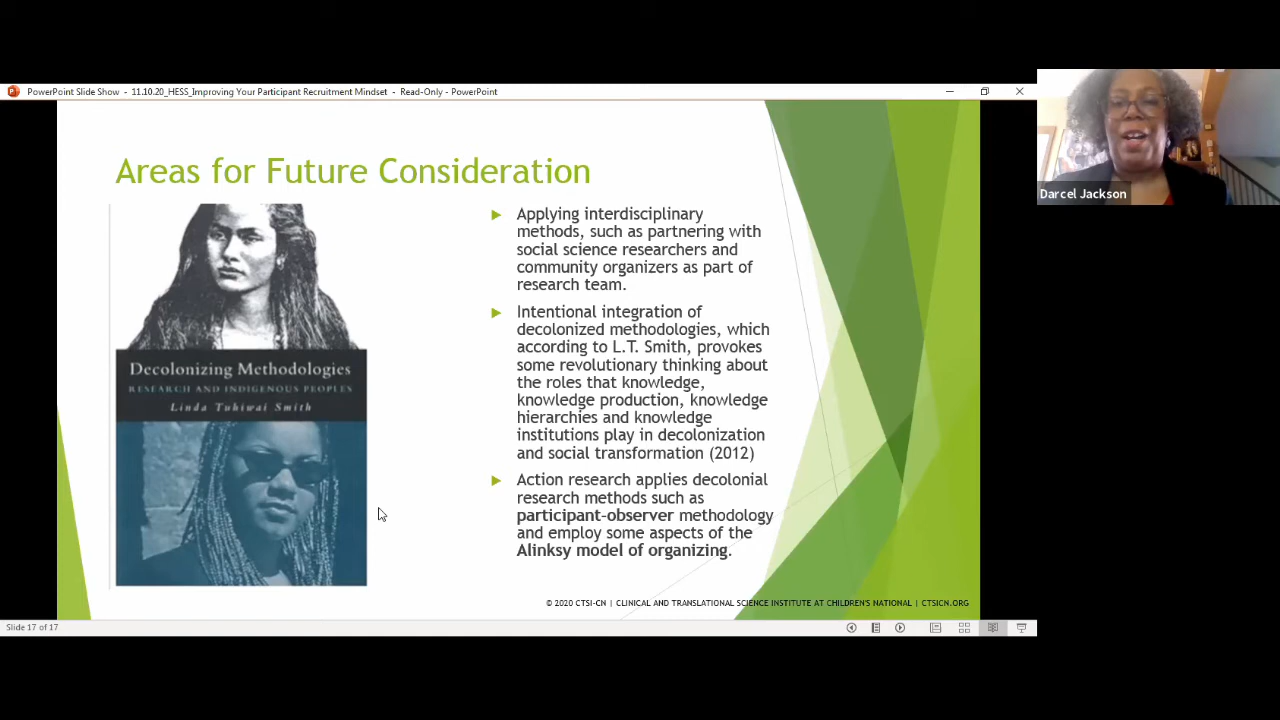 PowerPoint Slide Show - 11.10.20_HESS_Improving Your Participant Recruitment Mindset - Read-Only - PowerPoint
Darcel Jackson
Areas for Future Consideration
Decolonizing Methodologies
RESEARCH AND INDIGENOUS PEOPLES
Linda Tuhiwai Smith
Applying interdisciplinary
methods, such as partnering with
social science researchers and
community organizers as part of
research team.
Intentional integration of
decolonized methodologies, which
according to L.T. Smith, provokes
some revolutionary thinking about
the roles that knowledge,
knowledge production, knowledge
hierarchies and knowledge
institutions play in decolonization
and social transformation (2012)
Action research applies decolonial
research methods such as
participant-observer methodology
and employ some aspects of the
Alinksy model of organizing.
© 2020 CTSI-CN | CLINICAL AND TRANSLATIONAL SCIENCE INSTITUTE AT CHILDREN'S NATIONAL | CTSICN.ORG
Slide 17 of 17